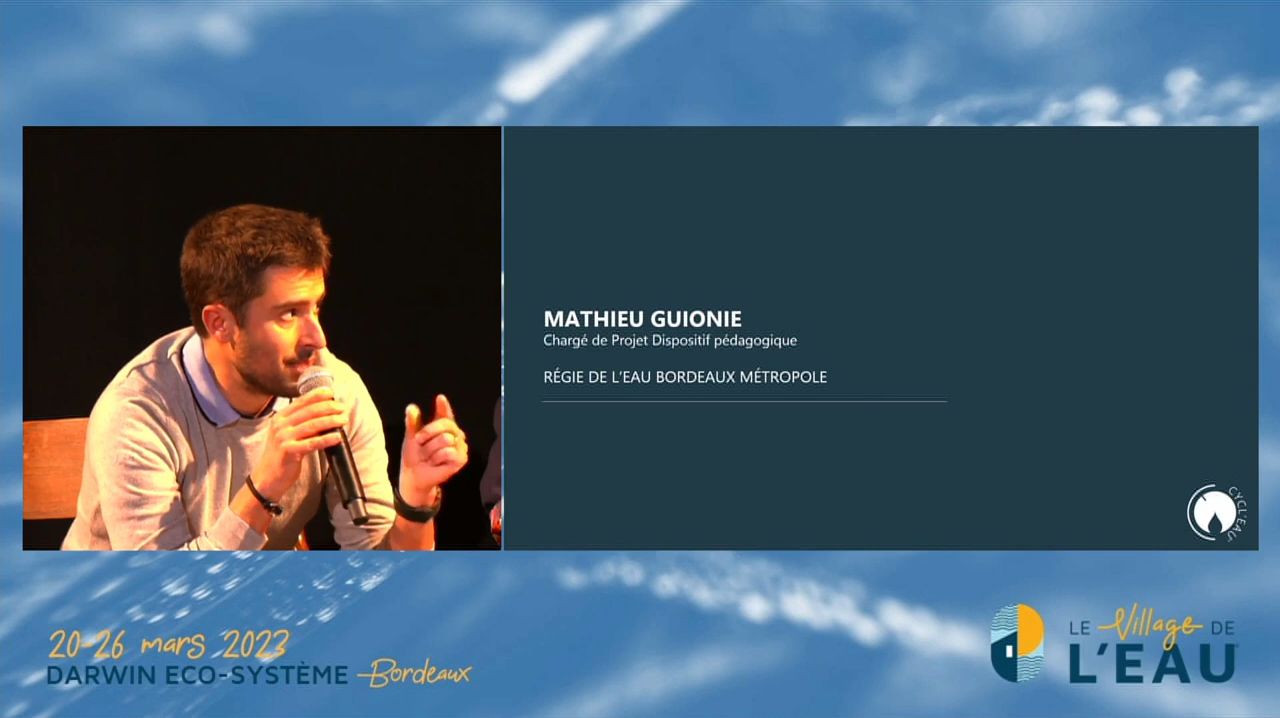 MATHIEU GUIONIE
Chargé de Projet Dispositif pédagogique
RÉGIE DE L'EAU BORDEAUX MÉTROPOLE
CYCL'EAU
20-26 mars 2023
DARWIN ECO-SYSTÈME Bordeaux
LE Village DE
L'EAU